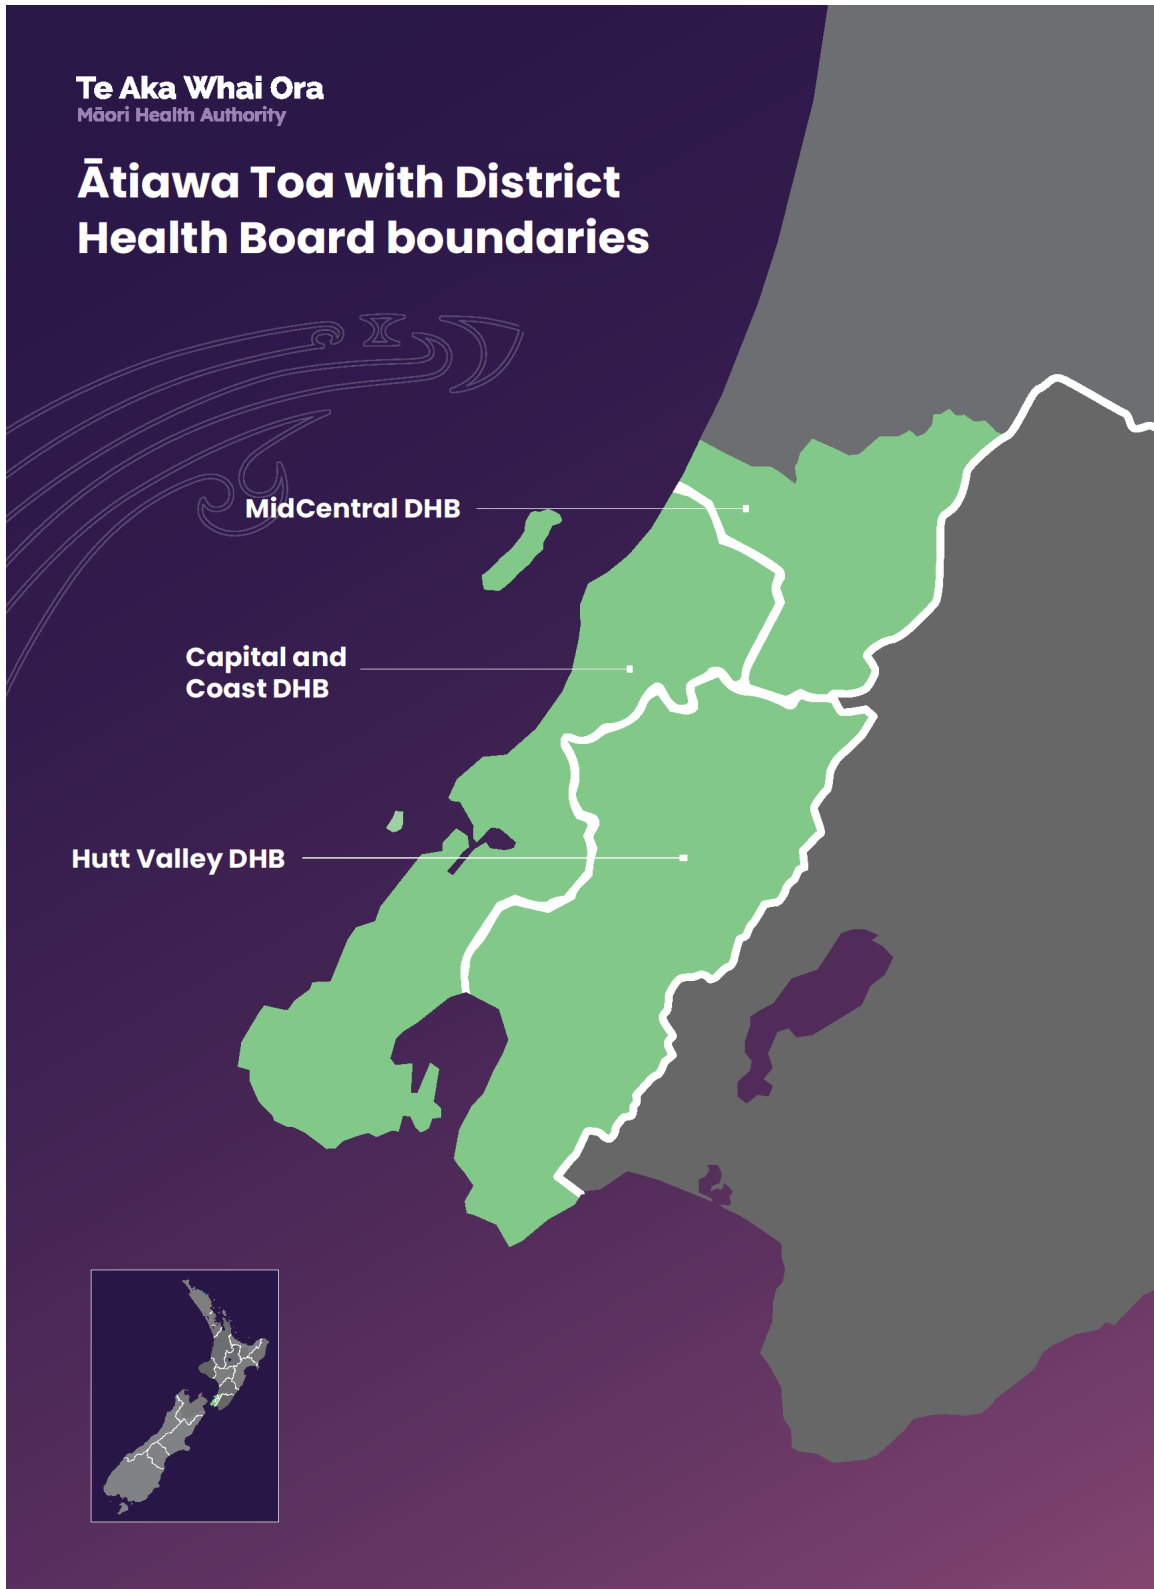 Te Aka Whai Ora
Māori Health Authority
Ātiawa Toa with District
Health Board boundaries
MidCentral DHB
Capital and
Coast DHB
Hutt Valley DHB